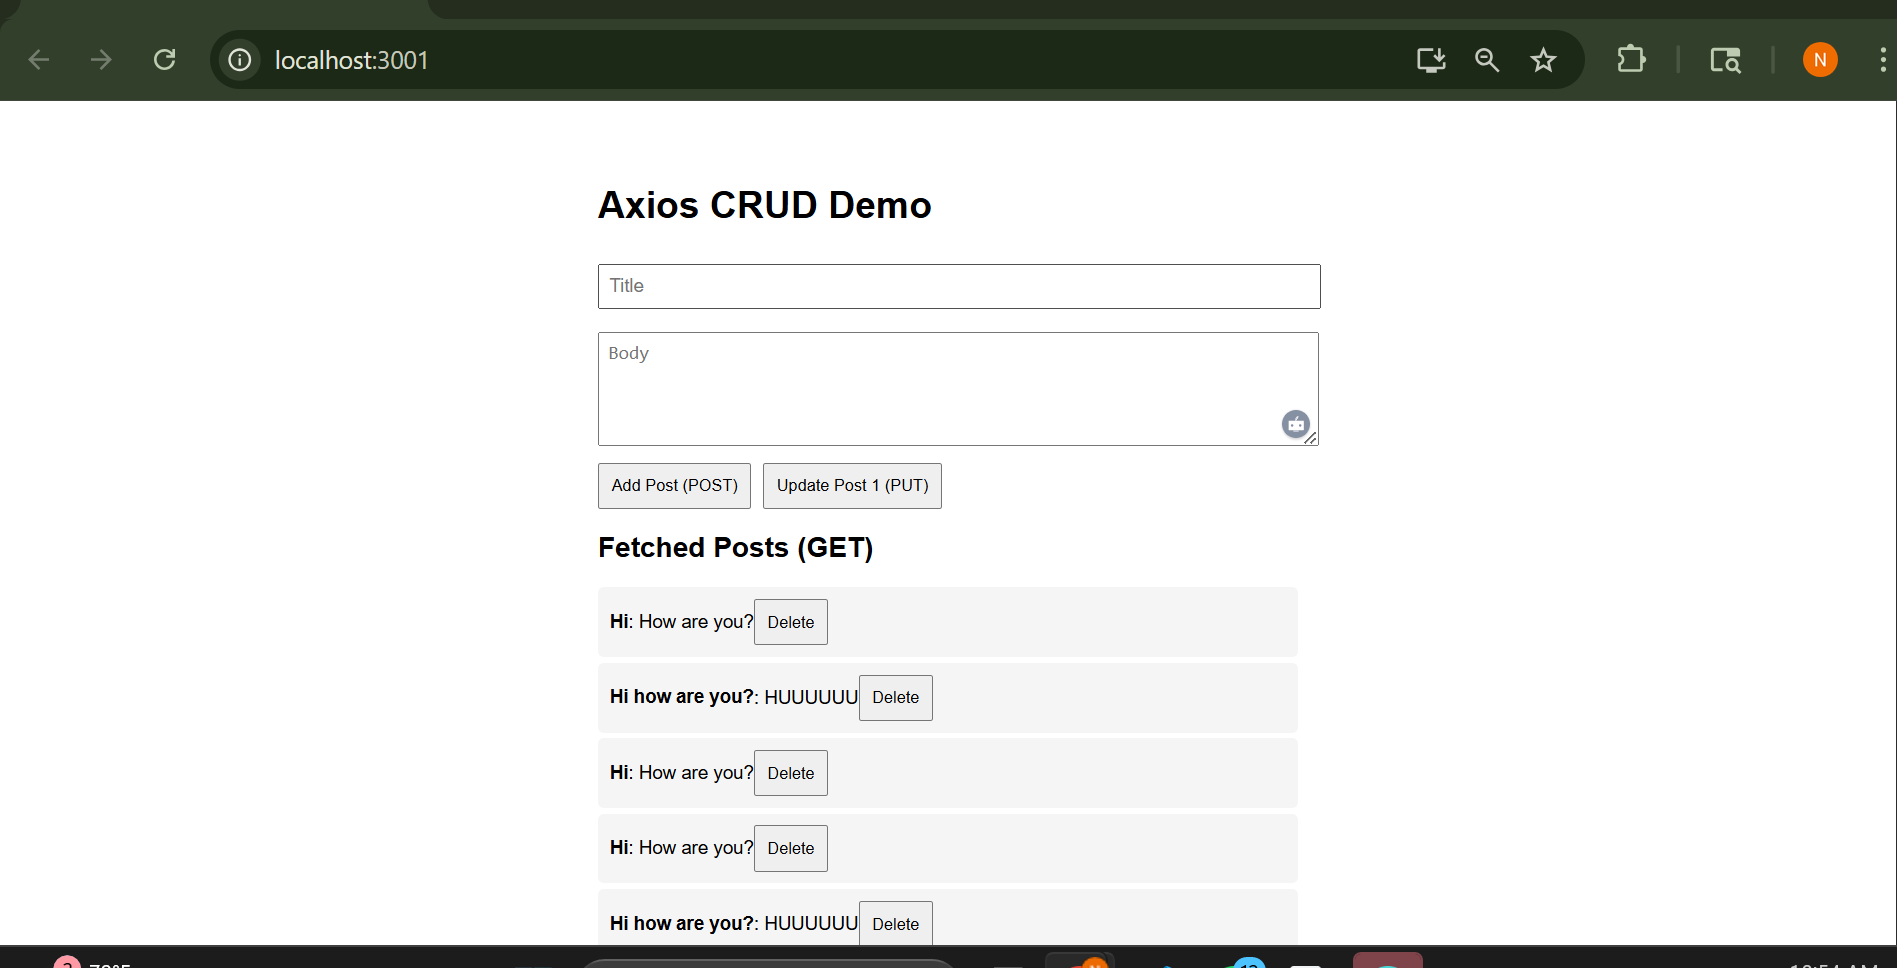 localhost:3001
N
Axios CRUD Demo
Title
Body
Add Post (POST) Update Post 1 (PUT)
Fetched Posts (GET)
Hi: How are you? Delete
Hi how are you?: HUUUUUU Delete
Hi: How are you? Delete
Hi: How are you? Delete
Hi how are you?: HUUUUUU Delete